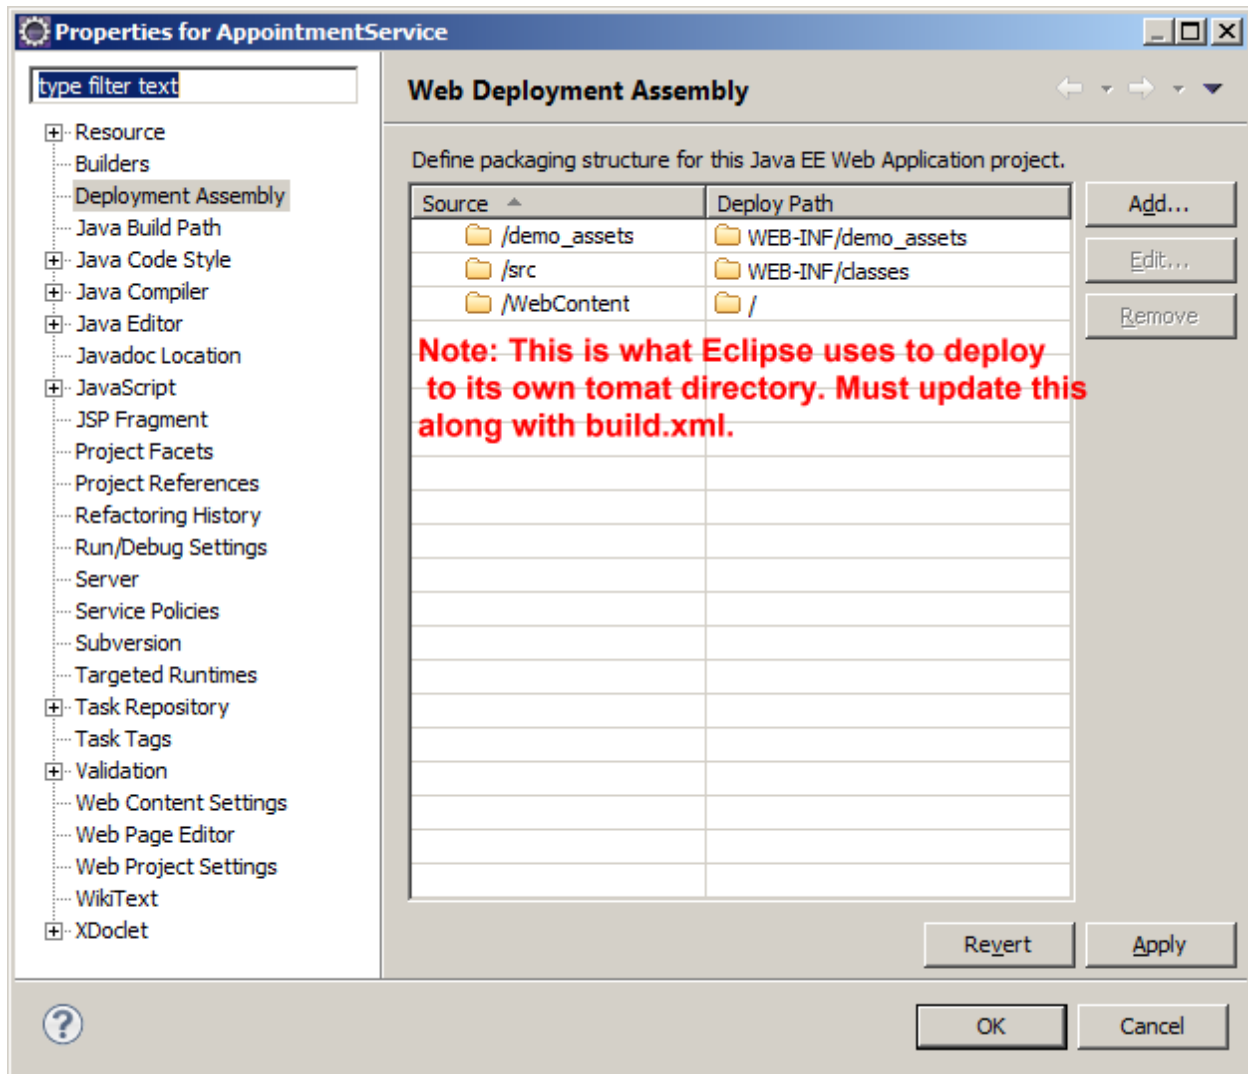 Properties for AppointmentService
type filter text
Resource
Builders
Deployment Assembly
Java Build Path
Java Code Style
Java Compiler
Java Editor
Javadoc Location
JavaScript
JSP Fragment
Project Facets
Project References
Refactoring History
Run/Debug Settings
Server
Service Policies
Subversion
Targeted Runtimes
Task Repository
Task Tags
Validation
Web Content Settings
Web Page Editor
Web Project Settings
WikiText
XDoclet
Web Deployment Assembly
Define packaging structure for this Java EE Web Application project.
Source Deploy Path
/demo_assets WEB-INF/demo_assets
/src WEB-INF/classes
/WebContent /
Note: This is what Eclipse uses to deploy
to its own tomat directory. Must update this
along with build.xml.
Add...
Edit...
Remove
Revert Apply
? OK Cancel